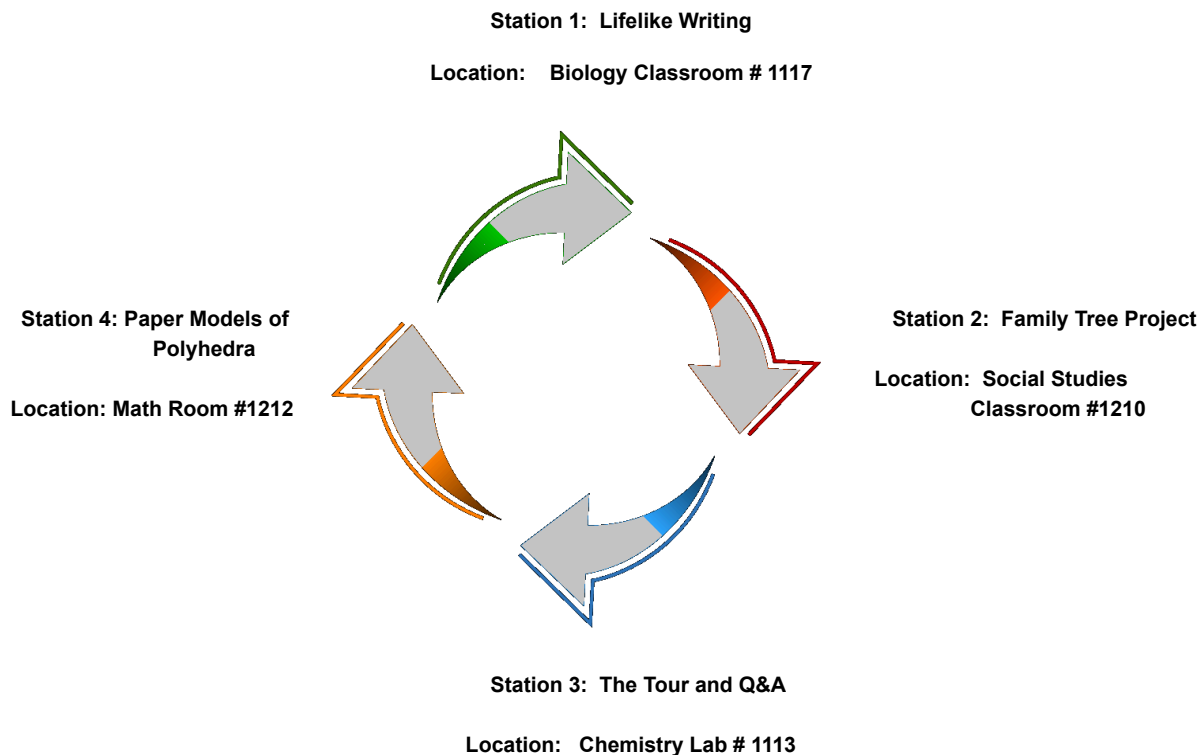 Station 1: Lifelike Writing
Location: Biology Classroom # 1117
Station 4: Paper Models of
Polyhedra
Location: Math Room #1212
Station 2: Family Tree Project
Location: Social Studies
Classroom #1210
Station 3: The Tour and Q&A
Location: Chemistry Lab # 1113